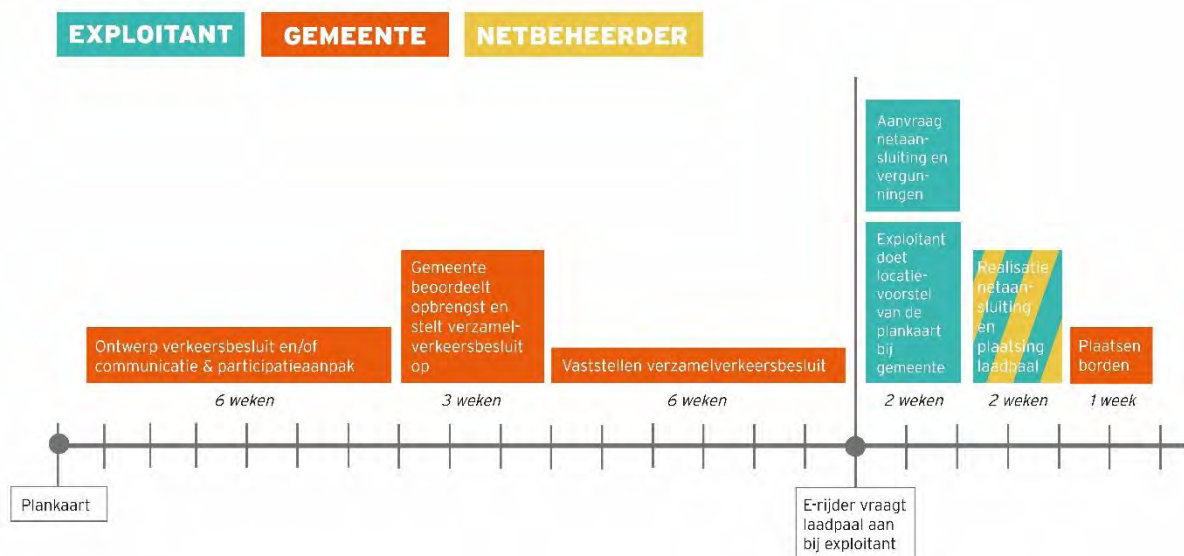 EXPLOITANT
GEMEENTE
NETBEHEERDER
Ontwerp verkeersbesluit en/of
communicatie & participatieaanpak
6 weken
Gemeente
beoordeelt
opbrengst en
stelt verzamel-
verkeersbesluit
op
3 weken
Vaststellen verzamelverkeersbesluit
6 weken
Aanvraag
netaan-
sluiting en
vergun-
ningen
Exploitant
doet
locatie-
voorstel
van de
plankaart
bij
gemeente
2 weken
Realisatie
netaan-
sluiting
en
plaatsing
laadpaal
2 weken
Plaatsen
borden
1 week
Plankaart
E-rijder vraagt
laadpaal aan
bij exploitant